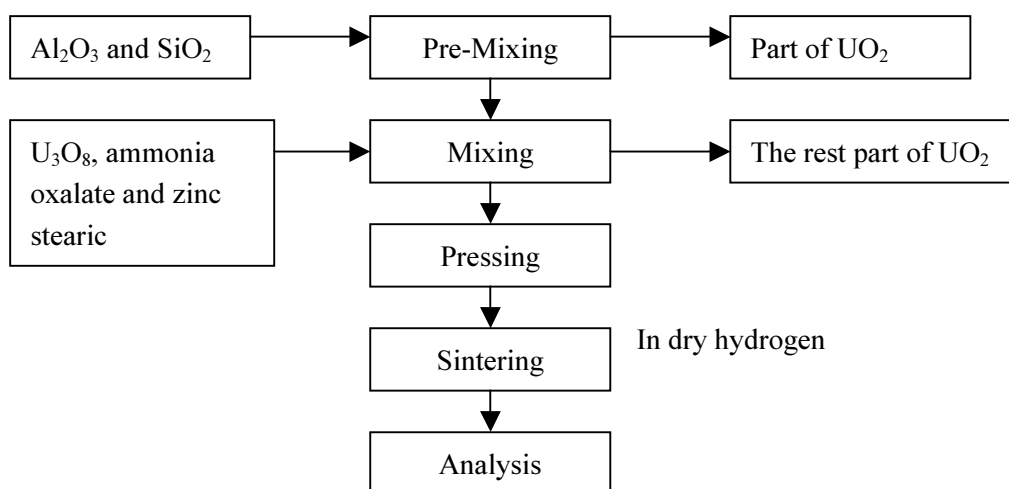 Al₂O₃ and SiO₂
Pre-Mixing
Part of UO₂
U₃O₈, ammonia
oxalate and zinc
stearic
Mixing
The rest part of UO₂
Pressing
Sintering
In dry hydrogen
Analysis